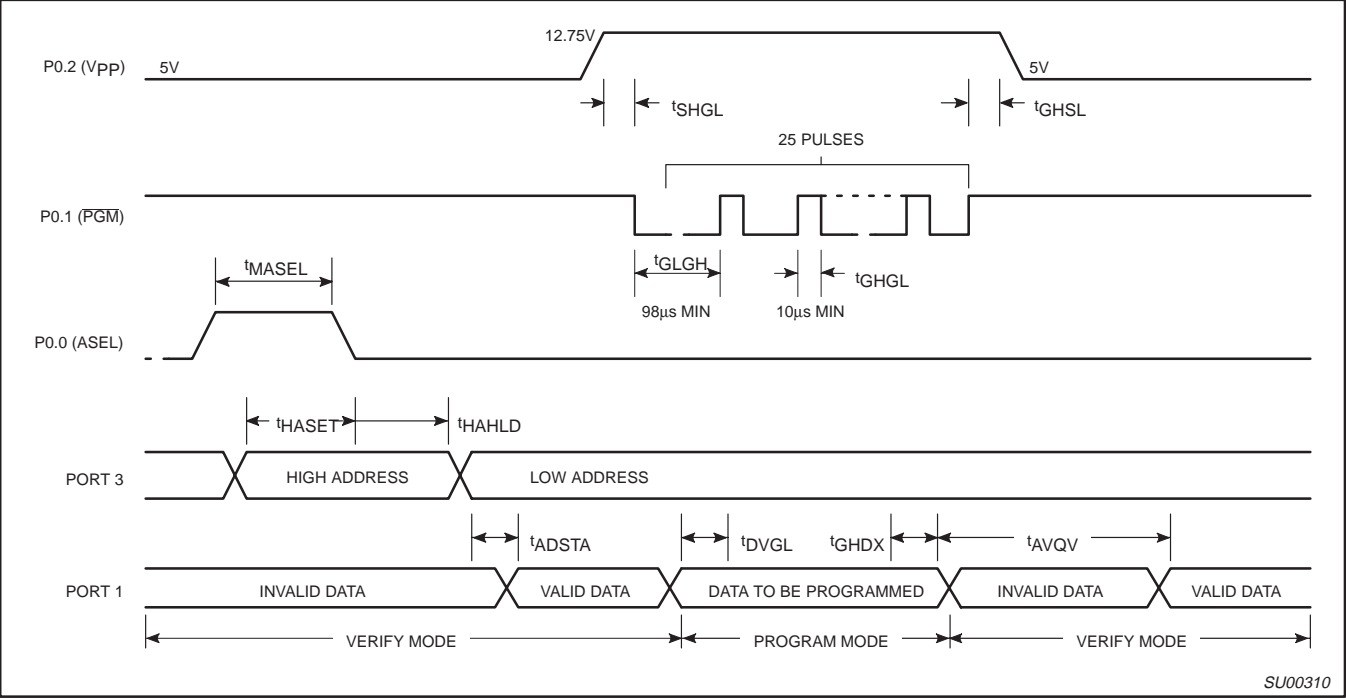 12.75V
P0.2 (VPP)
5V
5V
tSHGL
tGHSL
25 PULSES
P0.1 (PGM)
tMASEL
tGLGH
tGHGL
98µs MIN
10µs MIN
P0.0 (ASEL)
tHASET
tHAHLD
PORT 3
HIGH ADDRESS
LOW ADDRESS
tADSTA
tDVGL
tGHDX
tAVQV
PORT 1
INVALID DATA
VALID DATA
DATA TO BE PROGRAMMED
INVALID DATA
VALID DATA
VERIFY MODE
PROGRAM MODE
VERIFY MODE
SU00310